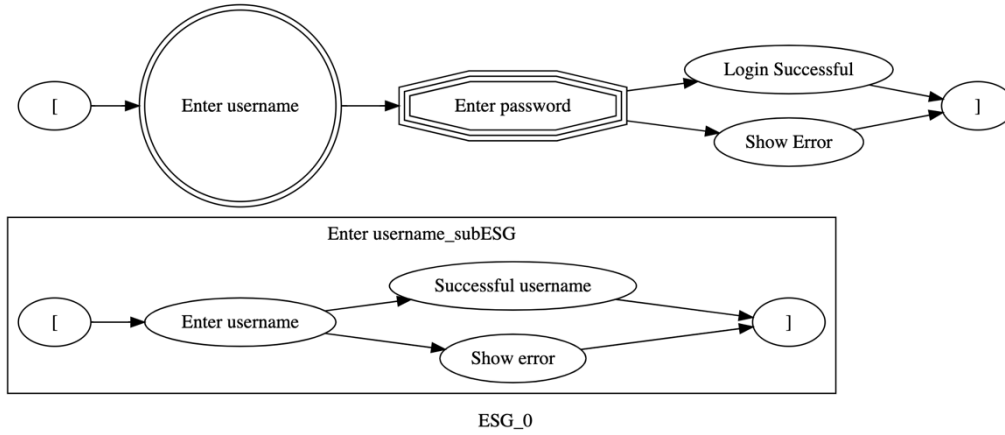 [
Enter username
Enter password
Login Successful
Show Error
]
Enter username_subESG
[
Enter username
Successful username
Show error
]
ESG_0